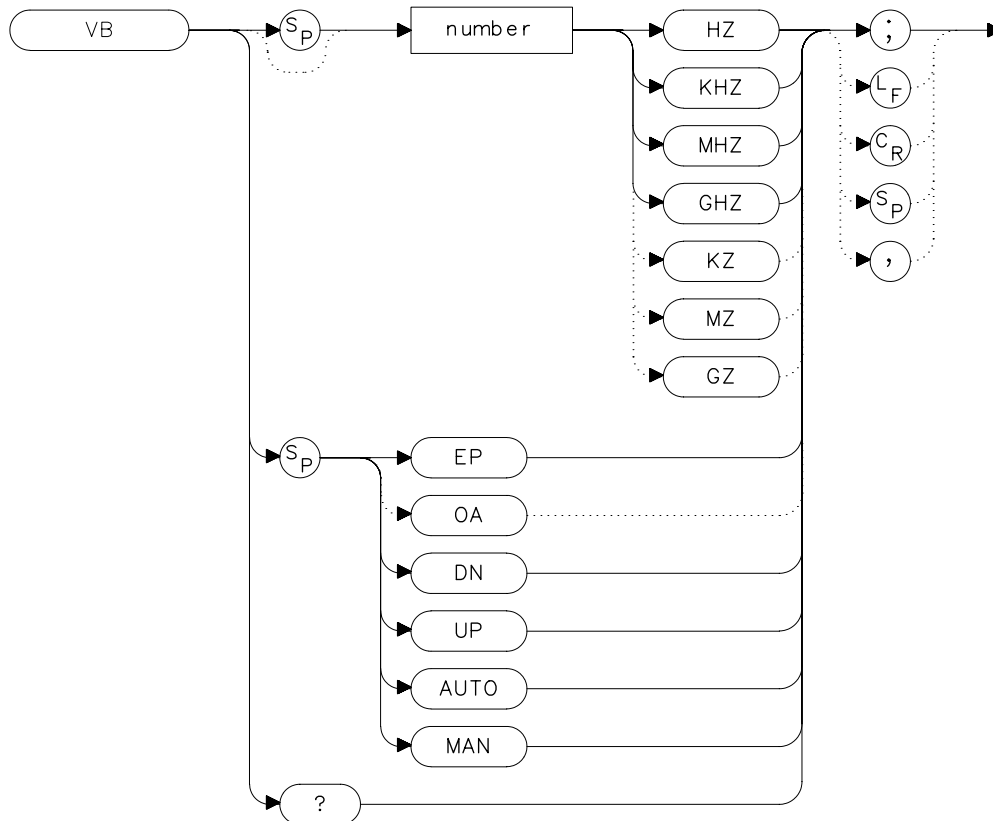 VB SP number HZ ;
KHZ LF
MHZ CR
GHZ SP
KZ ,
MZ
GZ
SP EP
OA
DN
UP
AUTO
MAN
?